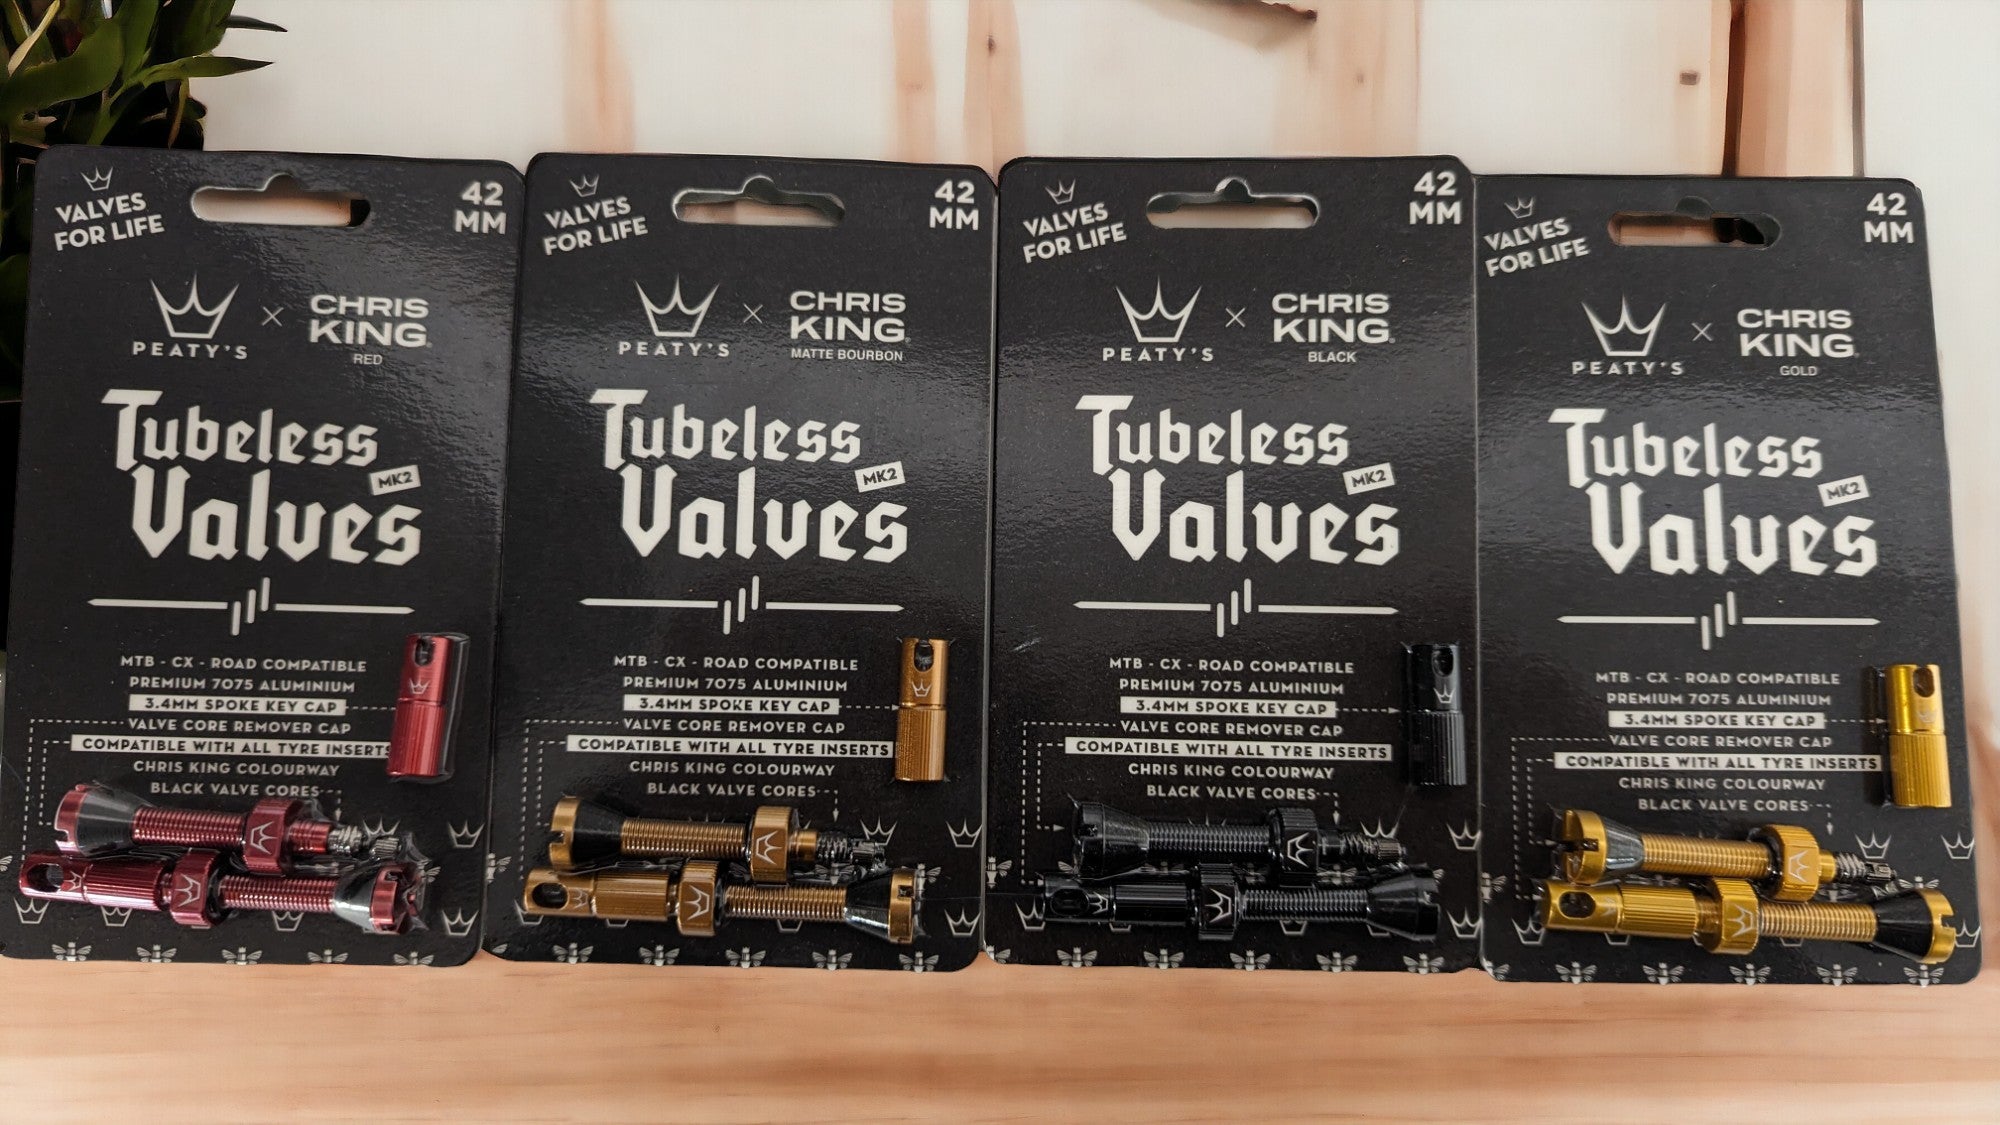 VALVES
FOR LIFE
42
MM
PEATY'S
×
CHRIS
KING®
RED
Tubeless
Valves
MK2
MTB - CX - ROAD COMPATIBLE
PREMIUM 7075 ALUMINIUM
3.4MM SPOKE KEY CAP
VALVE CORE REMOVER CAP
COMPATIBLE WITH ALL TYRE INSERTS
CHRIS KING COLOURWAY
BLACK VALVE CORES
VALVES
FOR LIFE
42
MM
PEATY'S
×
CHRIS
KING®
MATTE BOURBON
Tubeless
Valves
MK2
MTB - CX - ROAD COMPATIBLE
PREMIUM 7075 ALUMINIUM
3.4MM SPOKE KEY CAP
VALVE CORE REMOVER CAP
COMPATIBLE WITH ALL TYRE INSERTS
CHRIS KING COLOURWAY
BLACK VALVE CORES
VALVES
FOR LIFE
42
MM
PEATY'S
×
CHRIS
KING®
BLACK
Tubeless
Valves
MK2
MTB - CX - ROAD COMPATIBLE
PREMIUM 7075 ALUMINIUM
3.4MM SPOKE KEY CAP
VALVE CORE REMOVER CAP
COMPATIBLE WITH ALL TYRE INSERTS
CHRIS KING COLOURWAY
BLACK VALVE CORES
VALVES
FOR LIFE
42
MM
PEATY'S
×
CHRIS
KING®
GOLD
Tubeless
Valves
MK2
MTB - CX - ROAD COMPATIBLE
PREMIUM 7075 ALUMINIUM
3.4MM SPOKE KEY CAP
VALVE CORE REMOVER CAP
COMPATIBLE WITH ALL TYRE INSERTS
CHRIS KING COLOURWAY
BLACK VALVE CORES